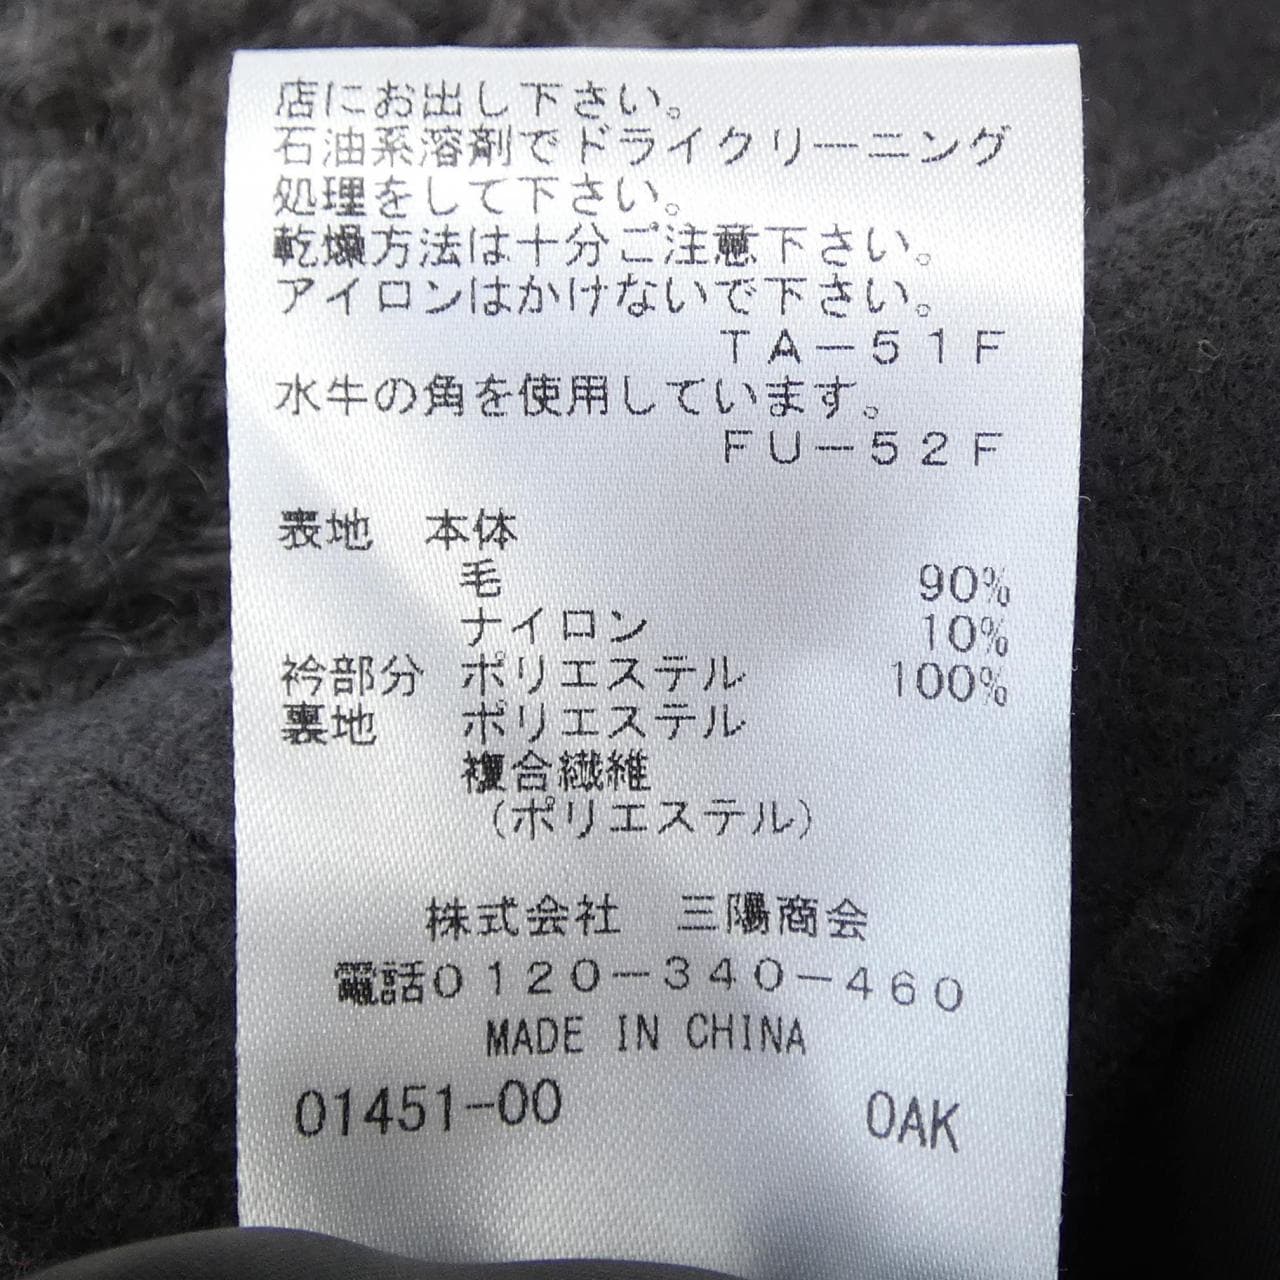 店にお出し下さい。
石油系溶剤でドライクリーニング
処理をして下さい。
乾燥方法は十分ご注意下さい。
アイロンはかけないで下さい。
TA－51F
水牛の角を使用しています。
FU－52F
表地 本体
毛 90%
ナイロン 10%
衿部分 ポリエステル 100%
裏地 ポリエステル
複合繊維
(ポリエステル)
株式会社 三陽商会
電話0120－340－460
MADE IN CHINA
01451-00 OAK